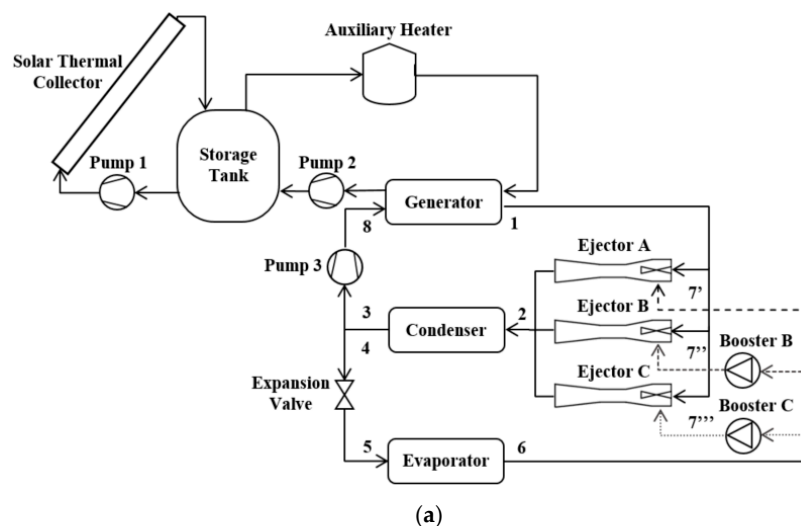 Auxiliary Heater
Solar Thermal
Collector
Pump 1
Storage
Tank
Pump 2
Generator
8
1
Ejector A
Pump 3
7’
Ejector B
3
Condenser
2
4
7’’
Booster B
Expansion
Valve
Ejector C
Booster C
7’’’
5
Evaporator
6
(a)